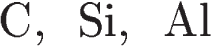 C, Si, Al